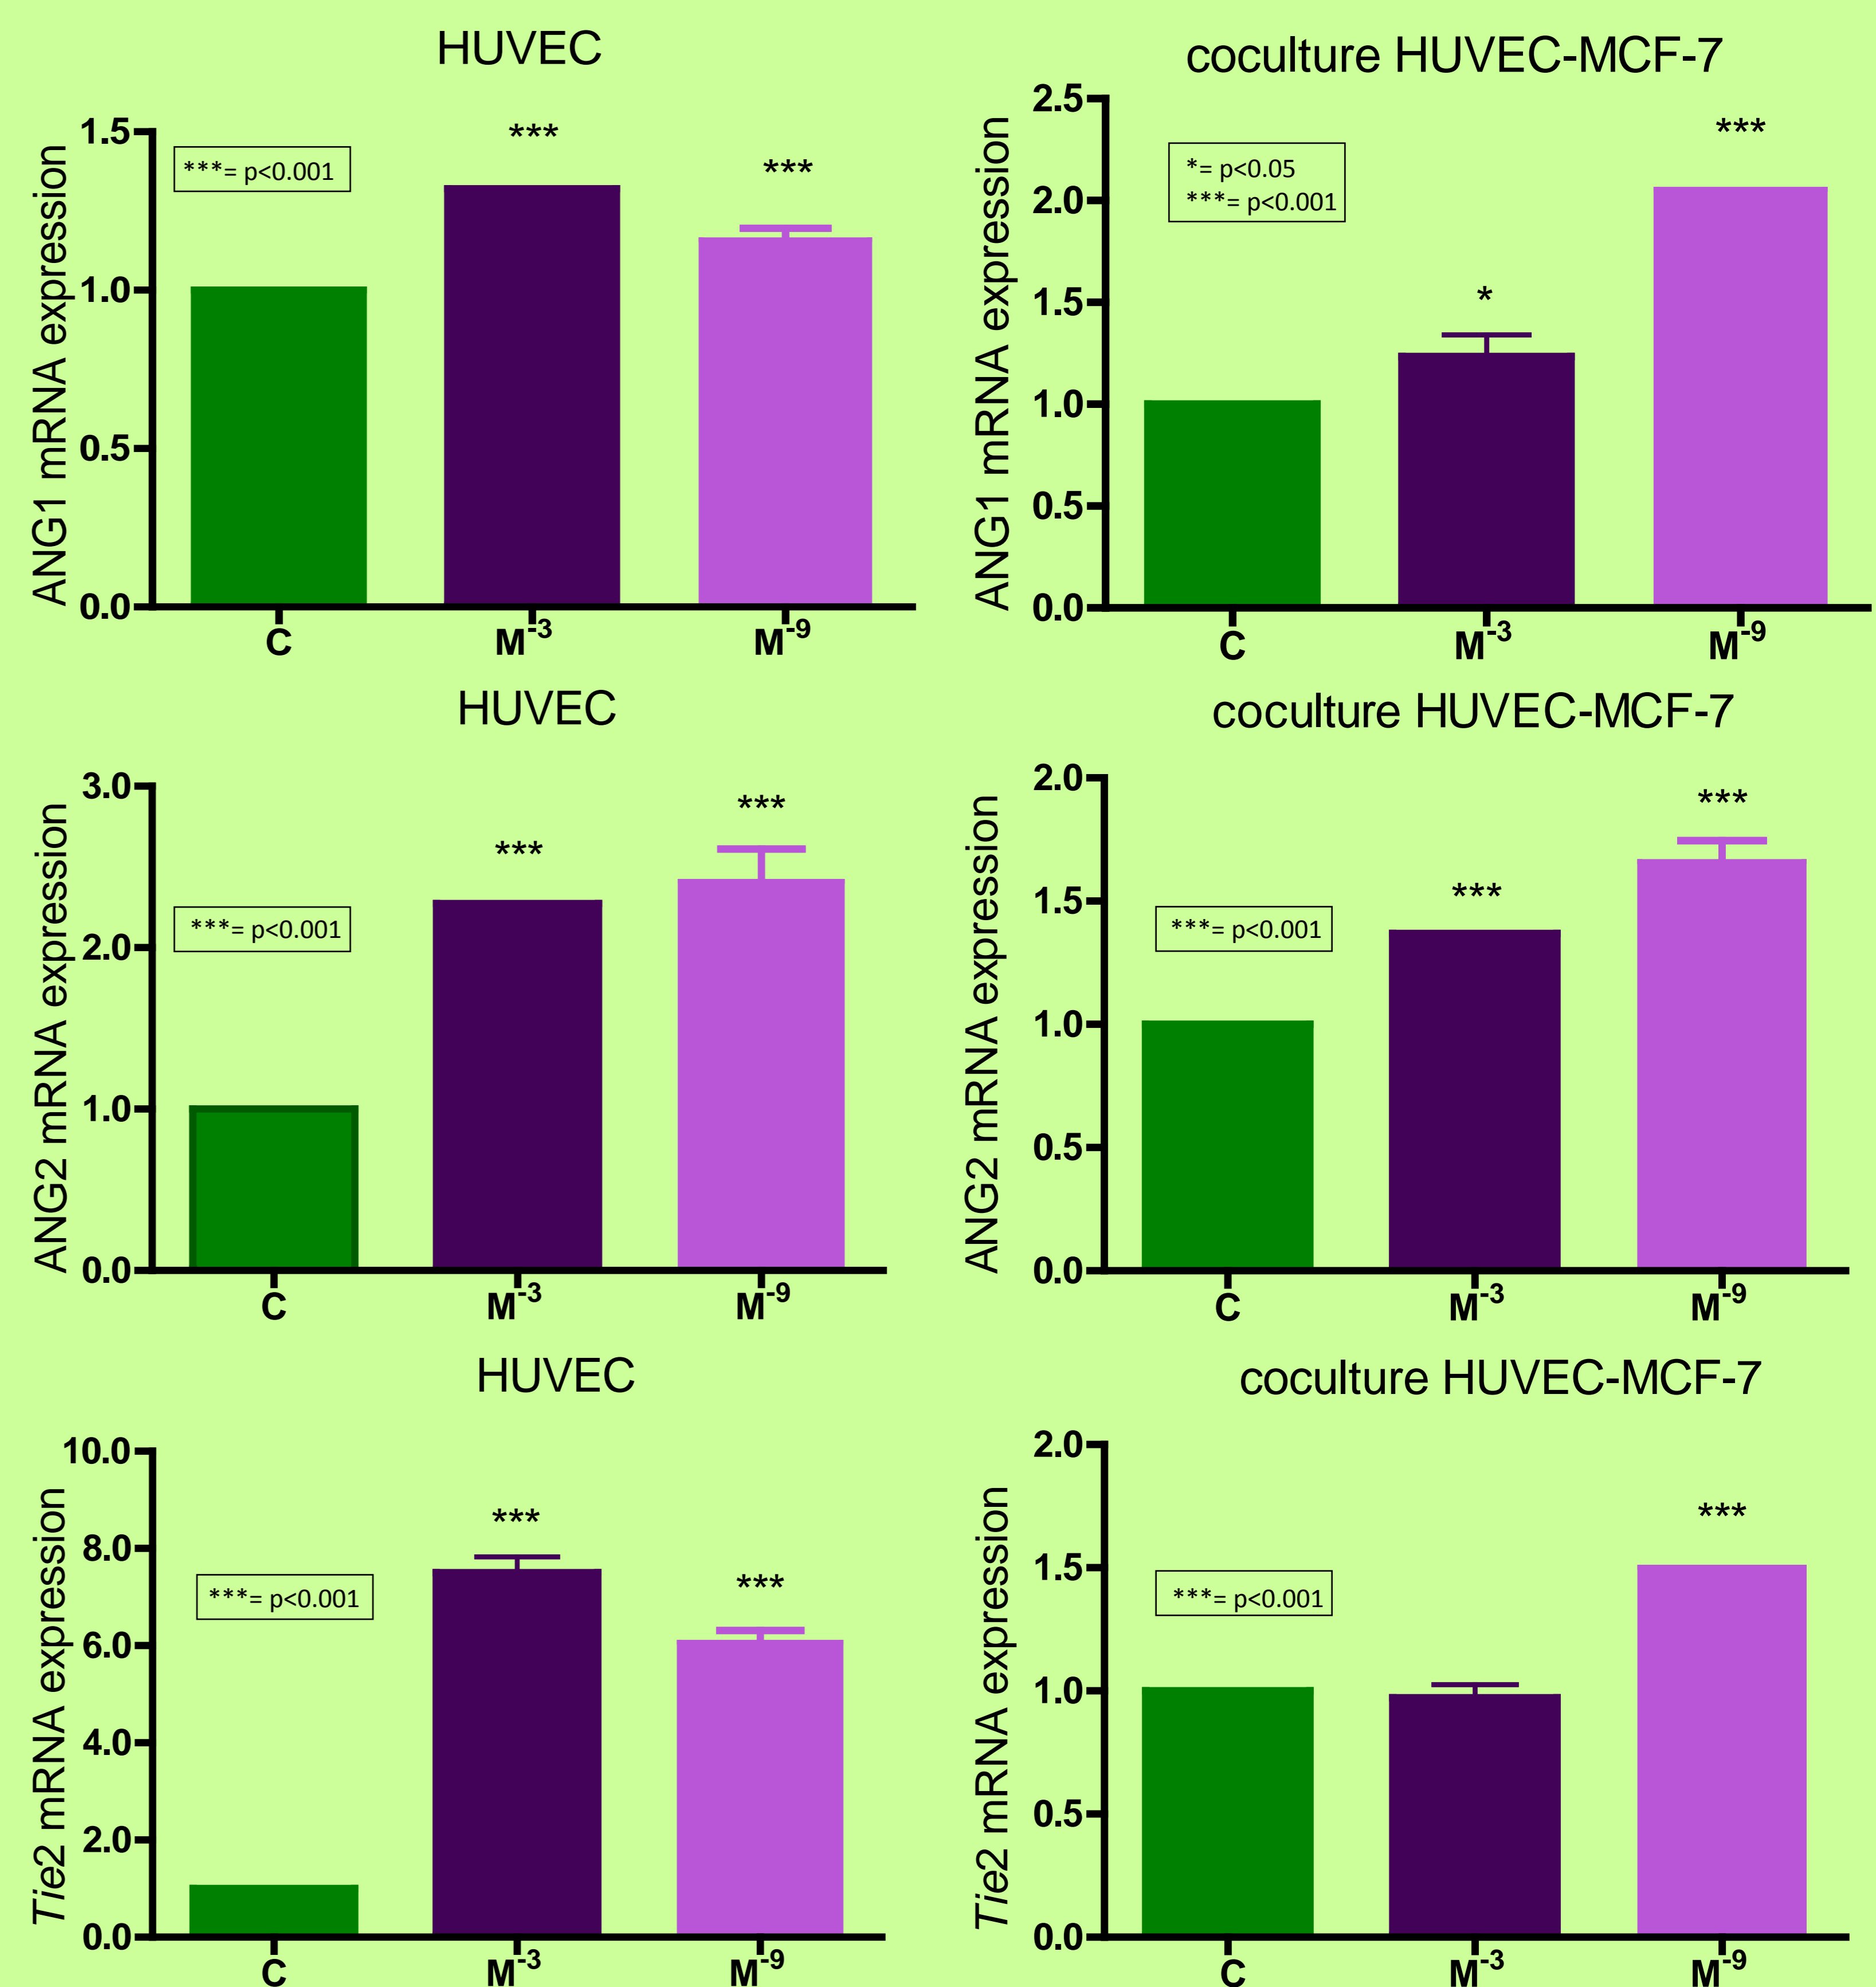 HUVEC
ANG1 mRNA expression
1.5
1.0
0.5
0.0
***= p<0.001
***
***
C
M-3
M-9
coculture HUVEC-MCF-7
ANG1 mRNA expression
2.5
2.0
1.5
1.0
0.5
0.0
*= p<0.05
***= p<0.001
*
***
C
M-3
M-9
HUVEC
ANG2 mRNA expression
3.0
2.0
1.0
0.0
***= p<0.001
***
***
C
M-3
M-9
coculture HUVEC-MCF-7
ANG2 mRNA expression
2.0
1.5
1.0
0.5
0.0
***= p<0.001
***
***
C
M-3
M-9
HUVEC
Tie2 mRNA expression
10.0
8.0
6.0
4.0
2.0
0.0
***= p<0.001
***
***
C
M-3
M-9
coculture HUVEC-MCF-7
Tie2 mRNA expression
2.0
1.5
1.0
0.5
0.0
***= p<0.001
***
C
M-3
M-9